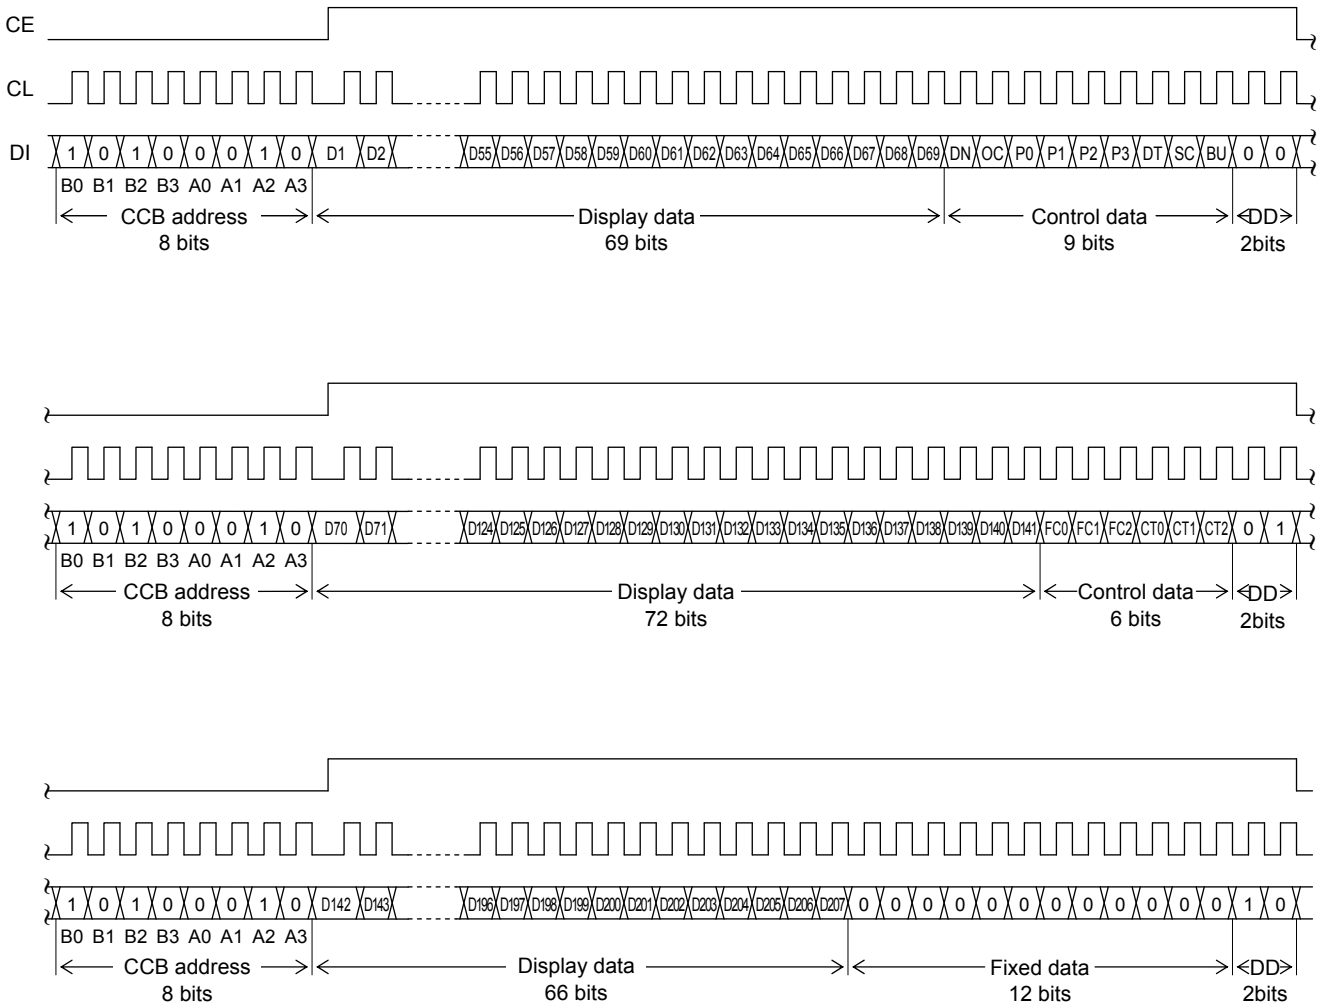 CE
CL
DI 1 0 1 0 0 0 1 0 D1 D2 D55 D56 D57 D58 D59 D60 D61 D62 D63 D64 D65 D66 D67 D68 D69 DN OC P0 P1 P2 P3 DT SC BU 0 0
B0 B1 B2 B3 A0 A1 A2 A3
CCB address Display data Control data DD
8 bits 69 bits 9 bits 2bits
1 0 1 0 0 0 1 0 D70 D71 D124 D125 D126 D127 D128 D129 D130 D131 D132 D133 D134 D135 D136 D137 D138 D139 D140 D141 FC0 FC1 FC2 CT0 CT1 CT2 0 1
B0 B1 B2 B3 A0 A1 A2 A3
CCB address Display data Control data DD
8 bits 72 bits 6 bits 2bits
1 0 1 0 0 0 1 0 D142 D143 D196 D197 D198 D199 D200 D201 D202 D203 D204 D205 D206 D207 0 0 0 0 0 0 0 0 0 0 0 0 1 0
B0 B1 B2 B3 A0 A1 A2 A3
CCB address Display data Fixed data DD
8 bits 66 bits 12 bits 2bits